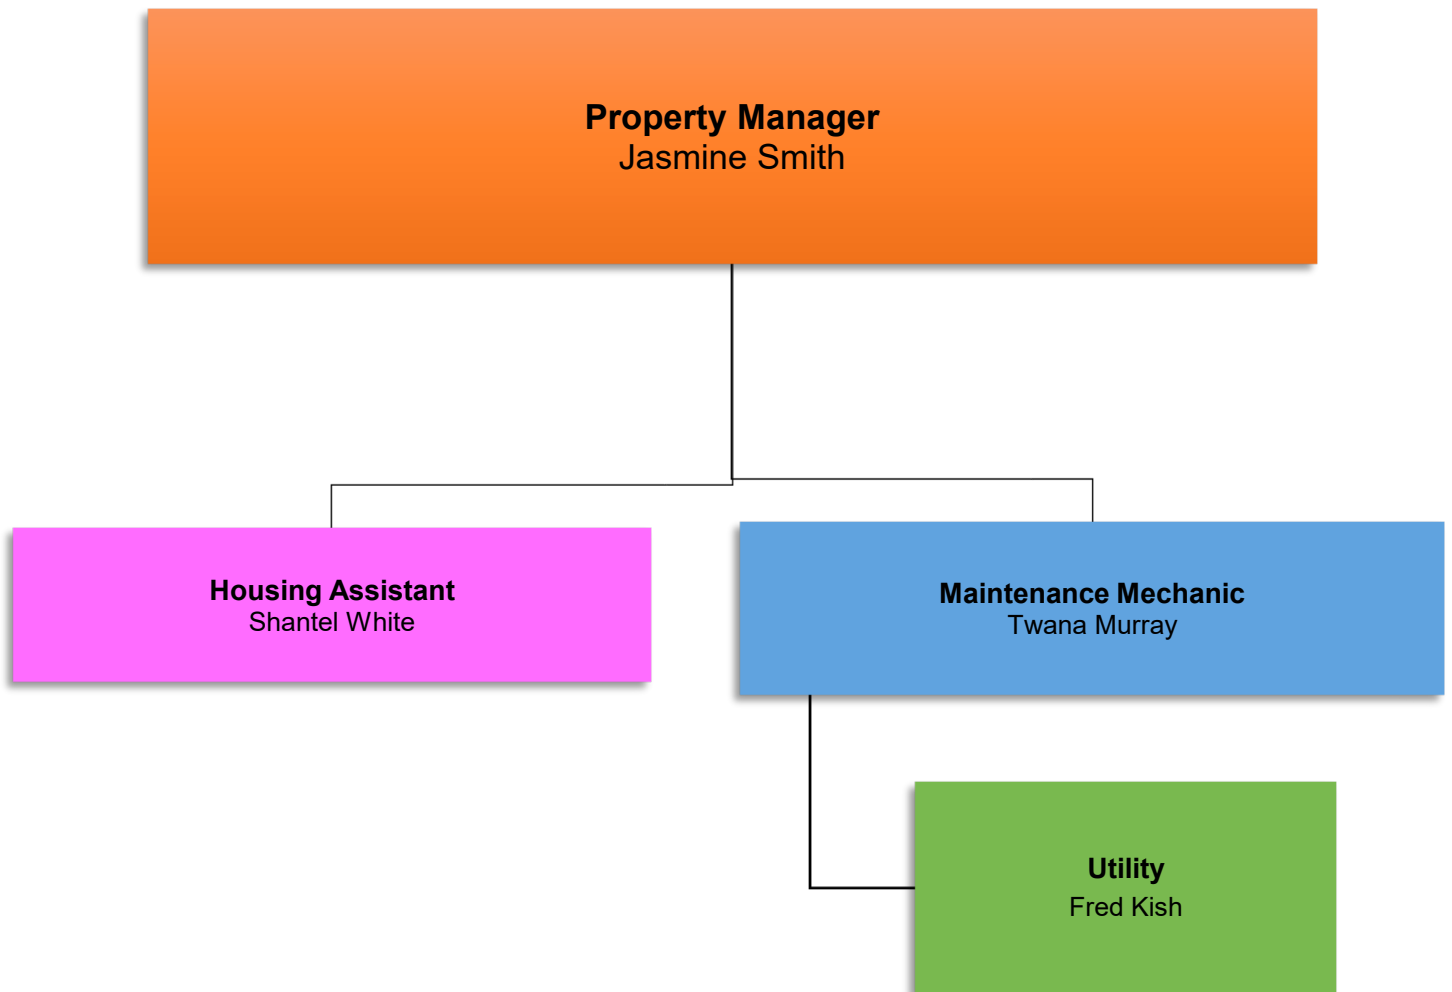 Property Manager
Jasmine Smith
Housing Assistant
Shantel White
Maintenance Mechanic
Twana Murray
Utility
Fred Kish